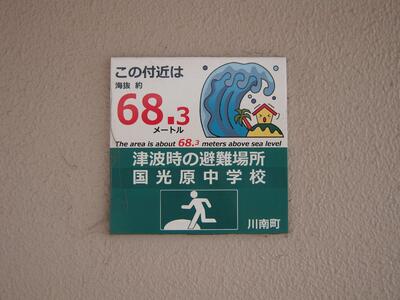 この付近は
海抜 約
68.3
メートル
The area is about 68.3 meters above sea level
津波時の避難場所
国光原中学校
川南町